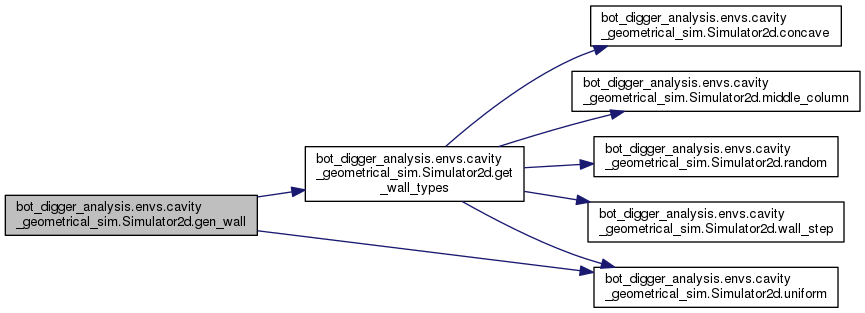 bot_digger_analysis.envs.cavity
_geometrical_sim.Simulator2d.gen_wall
bot_digger_analysis.envs.cavity
_geometrical_sim.Simulator2d.get
_wall_types
bot_digger_analysis.envs.cavity
_geometrical_sim.Simulator2d.concave
bot_digger_analysis.envs.cavity
_geometrical_sim.Simulator2d.middle_column
bot_digger_analysis.envs.cavity
_geometrical_sim.Simulator2d.random
bot_digger_analysis.envs.cavity
_geometrical_sim.Simulator2d.wall_step
bot_digger_analysis.envs.cavity
_geometrical_sim.Simulator2d.uniform